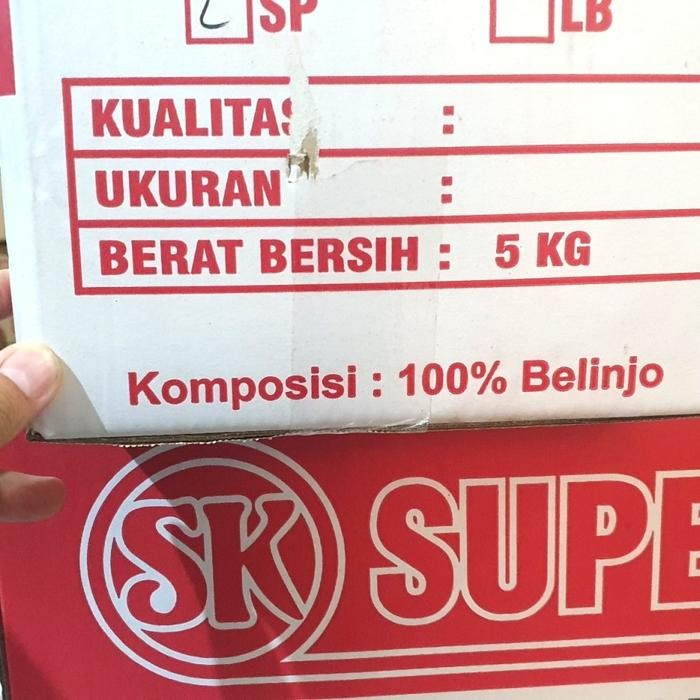 SP LB
KUALITAS :
UKURAN :
BERAT BERSIH : 5 KG
Komposisi : 100% Belinjo
SK SUPE